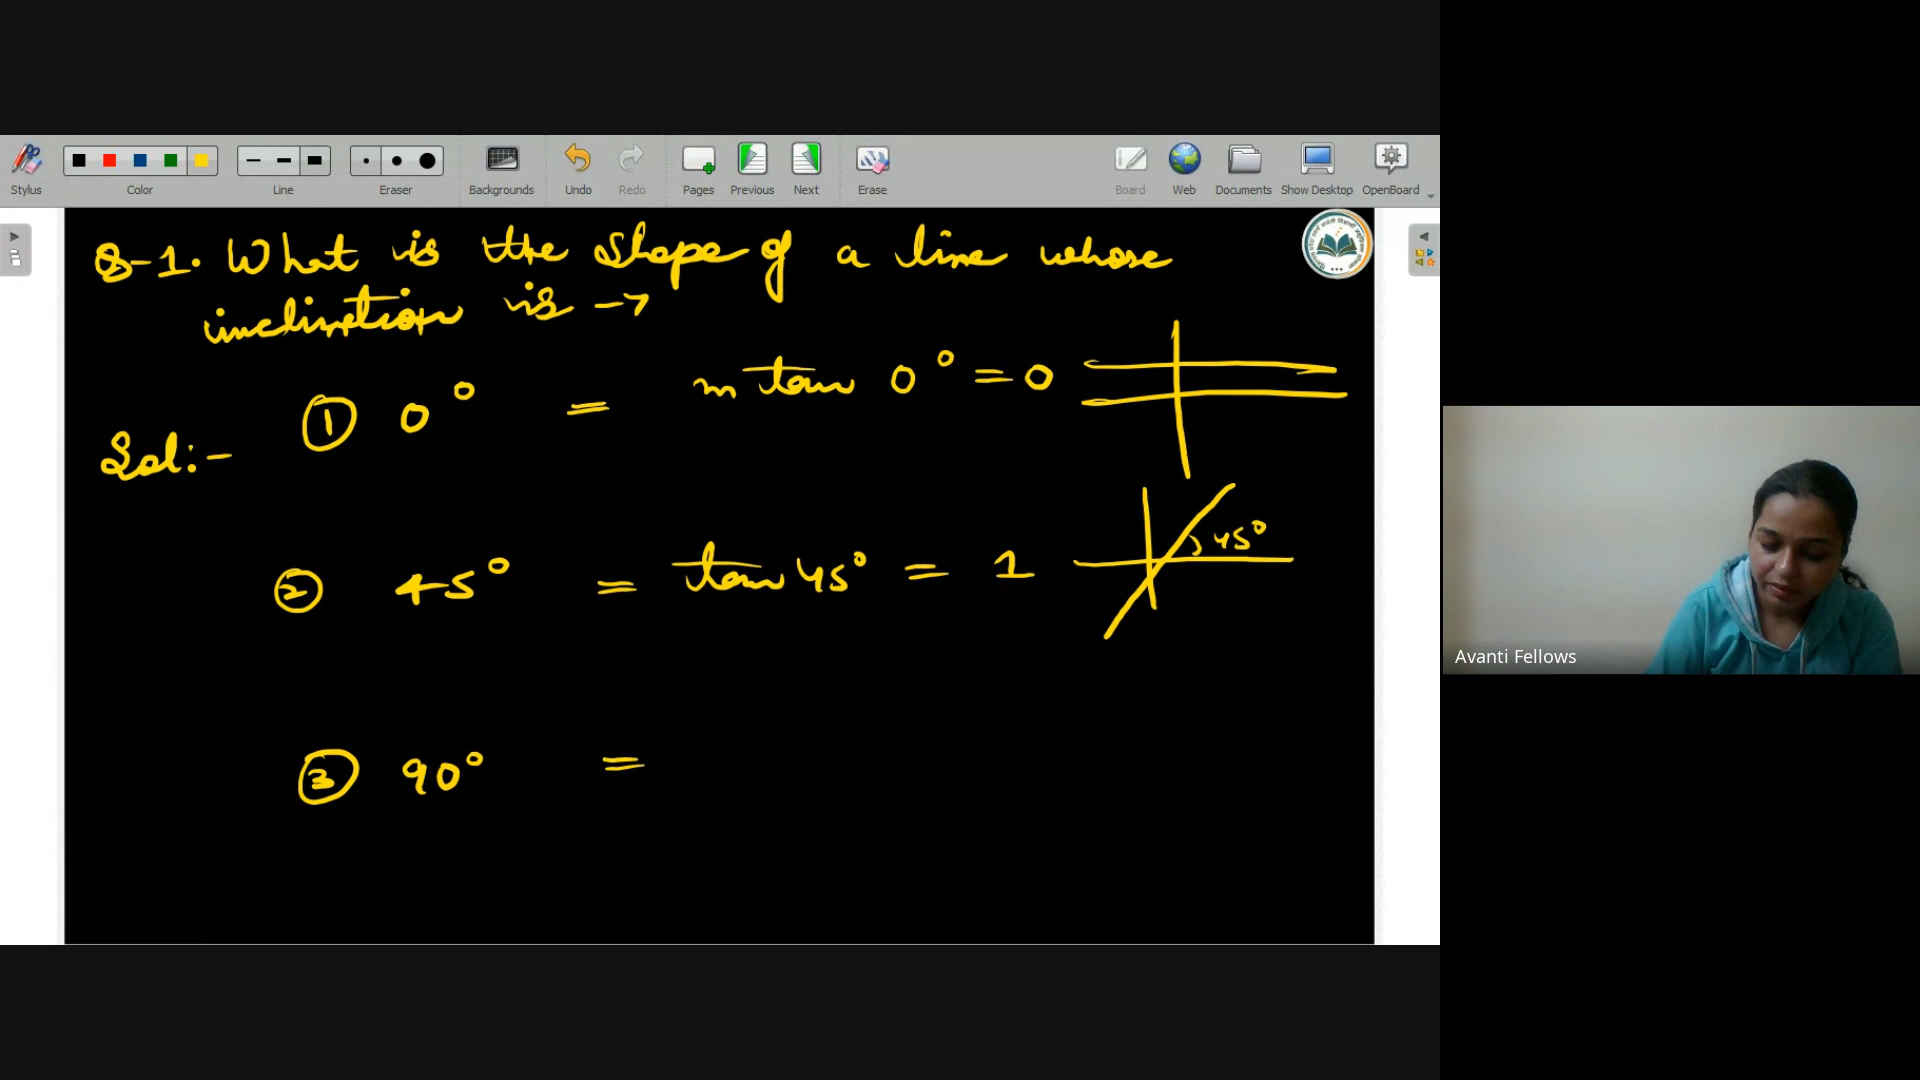 Stylus Color Line Eraser Backgrounds Undo Redo Pages Previous Next Erase Board Web Documents Show Desktop OpenBoard
Q-1. What is the shope of a line whose
inclination is →
① 0° = m tan 0° = 0
Sol:-
② 45° = tan 45° = 1
45°
③ 90° =
Avanti Fellows